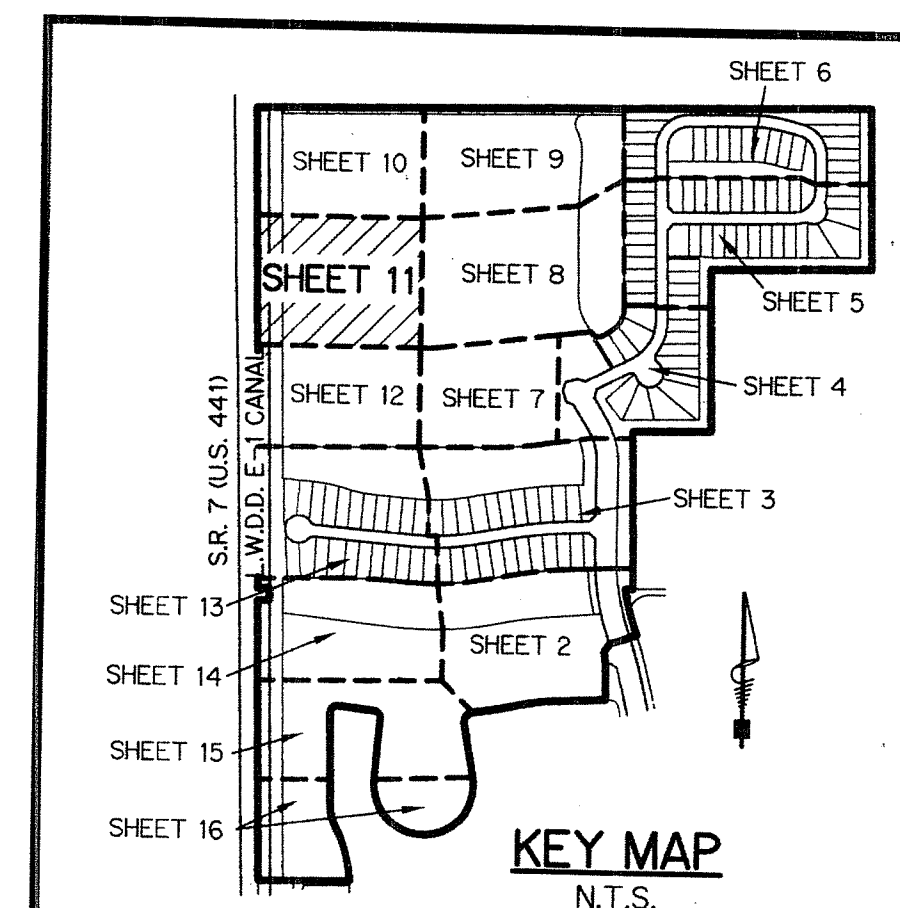 SHEET 6
SHEET 10
SHEET 9
SHEET 11
SHEET 8
SHEET 5
SHEET 12
SHEET 7
SHEET 4
S.R. 7 (U.S. 441)
L.W.D.D. E-1 CANAL
SHEET 3
SHEET 13
SHEET 2
SHEET 14
SHEET 15
SHEET 16
KEY MAP
N.T.S.